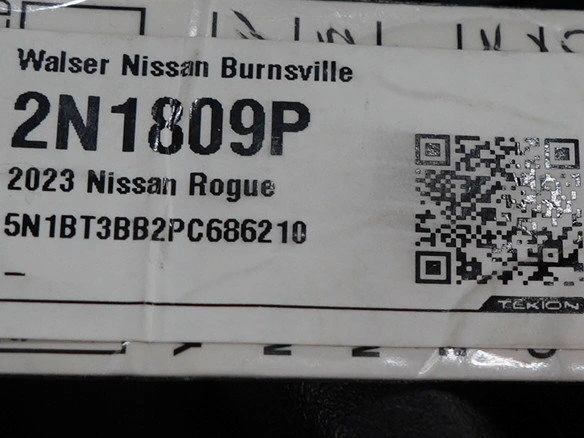 Walser Nissan Burnsville
2N1809P
2023 Nissan Rogue
5N1BT3BB2PC686210
TEKION